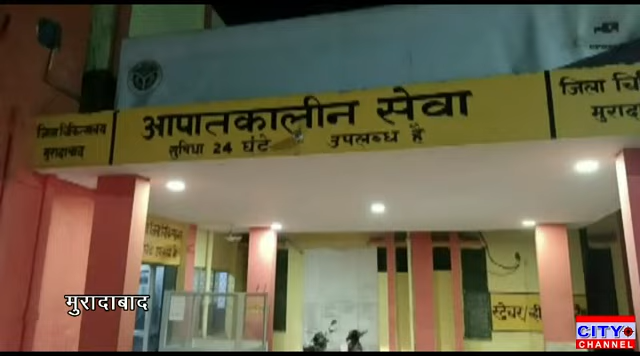 जिला चिकित्सालय
मुरादाबाद
आपातकालीन सेवा
सुविधा 24 घंटे उपलब्ध है
जिला
मुरादाबाद
CITY
CHANNEL